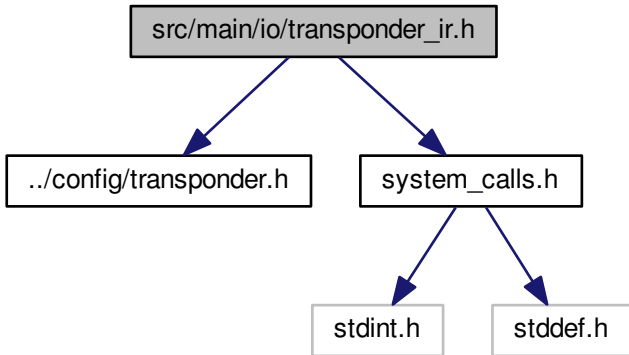 src/main/io/transponder_ir.h
../config/transponder.h
system_calls.h
stdint.h
stddef.h